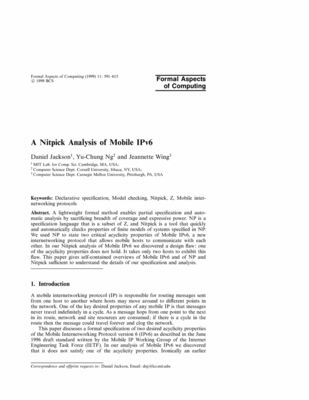 Formal Aspects of Computing (1999) 11: 591–615
© 1999 BCS
Formal Aspects
of Computing
A Nitpick Analysis of Mobile IPv6
Daniel Jackson1, Yu-Chung Ng2 and Jeannette Wing3
1 MIT Lab. for Comp. Sci. Cambridge, MA, USA;
2 Computer Science Dept. Cornell University, Ithaca, NY, USA;
3 Computer Science Dept. Carnegie Mellon University, Pittsburgh, PA, USA
Keywords: Declarative specification, Model checking, Nitpick, Z, Mobile inter-
networking protocols
Abstract. A lightweight formal method enables partial specification and auto-
matic analysis by sacrificing breadth of coverage and expressive power. NP is a
specification language that is a subset of Z, and Nitpick is a tool that quickly
and automatically checks properties of finite models of systems specified in NP.
We used NP to state two critical acyclicity properties of Mobile IPv6, a new
internetworking protocol that allows mobile hosts to communicate with each
other. In our Nitpick analysis of Mobile IPv6 we discovered a design flaw: one
of the acyclicity properties does not hold. It takes only two hosts to exhibit this
flaw. This paper gives self-contained overviews of Mobile IPv6 and of NP and
Nitpick sufficient to understand the details of our specification and analysis.
1. Introduction
A mobile internetworking protocol (IP) is responsible for routing messages sent
from one host to another where hosts may move around to different points in
the network. One of the key desired properties of any mobile IP is that messages
never travel indefinitely in a cycle. As a message hops from one point to the next
in its route, network and site resources are consumed; if there is a cycle in the
route then the message could travel forever and clog the network.
This paper discusses a formal specification of two desired acyclicity properties
of the Mobile Internetworking Protocol version 6 (IPv6) as described in the June
1996 draft standard written by the Mobile IP Working Group of the Internet
Engineering Task Force (IETF). In our analysis of Mobile IPv6 we discovered
that it does not satisfy one of the acyclicity properties. Ironically an earlier
Correspondence and offprint requests to: Daniel Jackson, Email: dnj@lcs.mit.edu